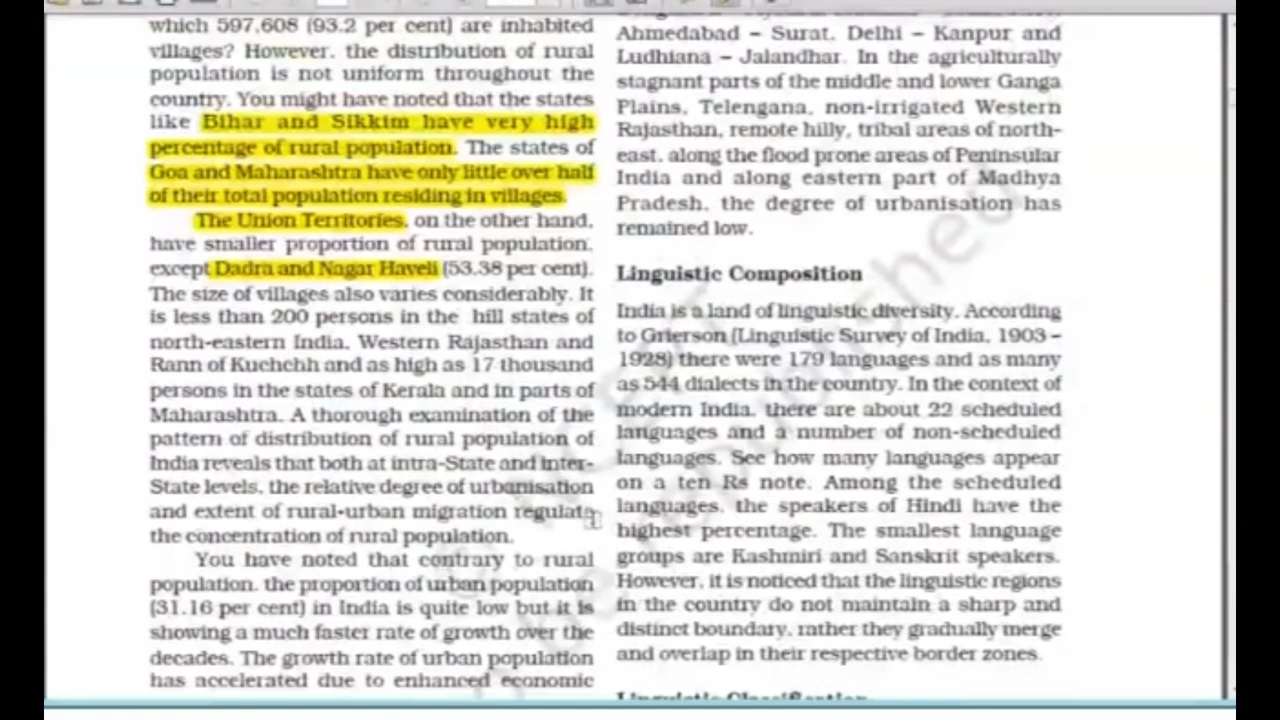 which 597,608 (93.2 per cent) are inhabited
villages? However, the distribution of rural
population is not uniform throughout the
country. You might have noted that the states
like Bihar and Sikkim have very high
percentage of rural population. The states of
Goa and Maharashtra have only little over half
of their total population residing in villages.
The Union Territories, on the other hand,
have smaller proportion of rural population,
except Dadra and Nagar Haveli (53.38 per cent).
The size of villages also varies considerably. It
is less than 200 persons in the hill states of
north-eastern India, Western Rajasthan and
Rann of Kuchchh and as high as 17 thousand
persons in the states of Kerala and in parts of
Maharashtra. A thorough examination of the
pattern of distribution of rural population of
India reveals that both at intra-State and inter-
State levels, the relative degree of urbanisation
and extent of rural-urban migration regulate
the concentration of rural population.
You have noted that contrary to rural
population, the proportion of urban population
(31.16 per cent) in India is quite low but it is
showing a much faster rate of growth over the
decades. The growth rate of urban population
has accelerated due to enhanced economic
Ahmedabad – Surat, Delhi – Kanpur and
Ludhiana – Jalandhar. In the agriculturally
stagnant parts of the middle and lower Ganga
Plains, Telengana, non-irrigated Western
Rajasthan, remote hilly, tribal areas of north-
east, along the flood prone areas of Peninsular
India and along eastern part of Madhya
Pradesh, the degree of urbanisation has
remained low.
Linguistic Composition
India is a land of linguistic diversity. According
to Grierson (Linguistic Survey of India, 1903 –
1928) there were 179 languages and as many
as 544 dialects in the country. In the context of
modern India, there are about 22 scheduled
languages and a number of non-scheduled
languages. See how many languages appear
on a ten Rs note. Among the scheduled
languages, the speakers of Hindi have the
highest percentage. The smallest language
groups are Kashmiri and Sanskrit speakers.
However, it is noticed that the linguistic regions
in the country do not maintain a sharp and
distinct boundary, rather they gradually merge
and overlap in their respective border zones.
Linguistic Classification